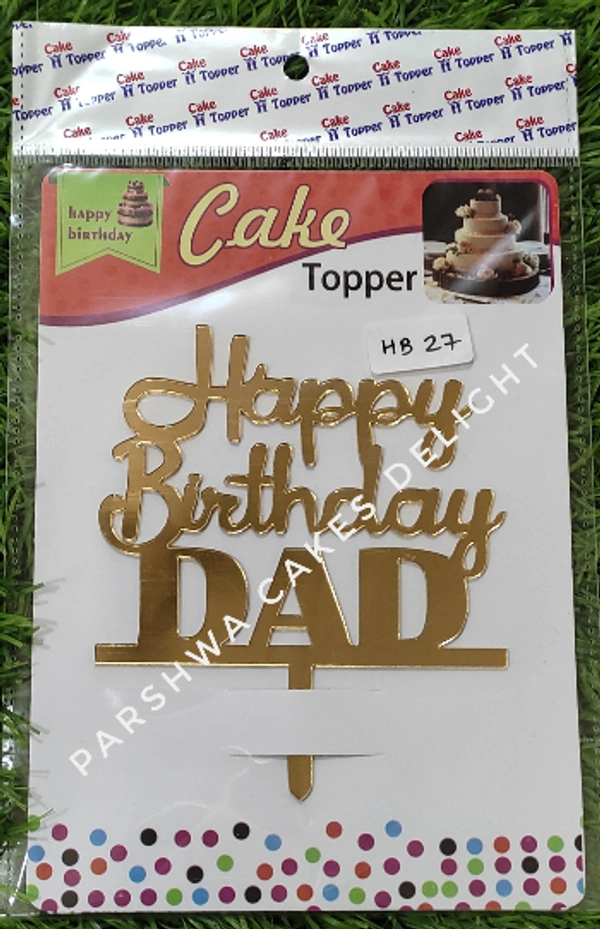 Cake Topper
happy
birthday
Cake
Topper
HB 27
Happy
Birthday
DAD
PARSHWA CAKES DELIGHT